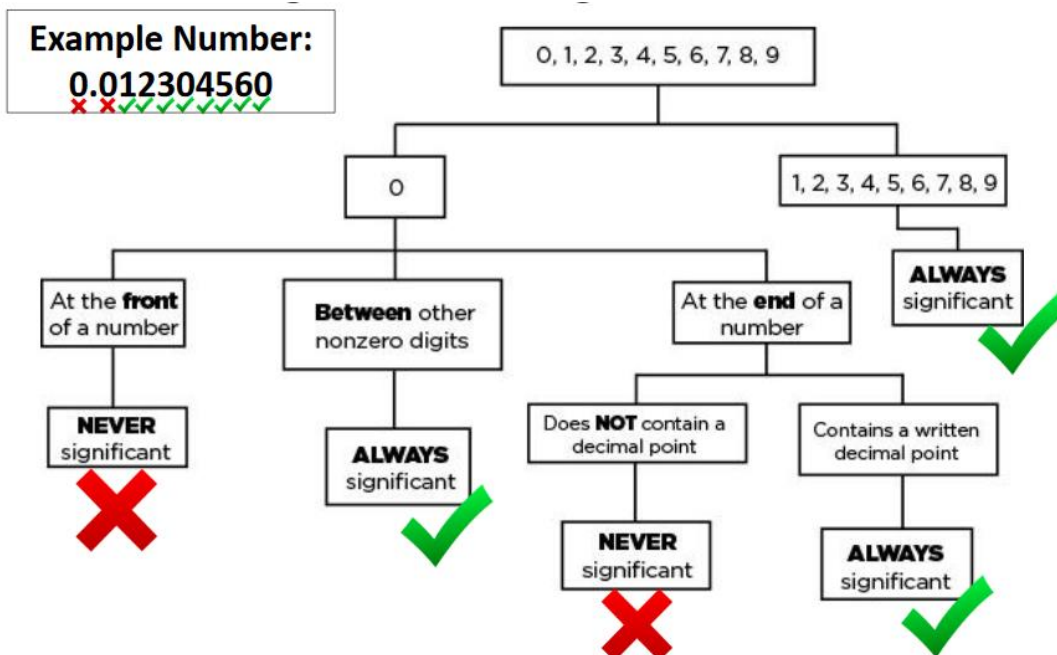 Example Number:
0.012304560
0, 1, 2, 3, 4, 5, 6, 7, 8, 9
0
1, 2, 3, 4, 5, 6, 7, 8, 9
ALWAYS
significant
At the front
of a number
Between other
nonzero digits
At the end of a
number
NEVER
significant
ALWAYS
significant
Does NOT contain a
decimal point
Contains a written
decimal point
NEVER
significant
ALWAYS
significant